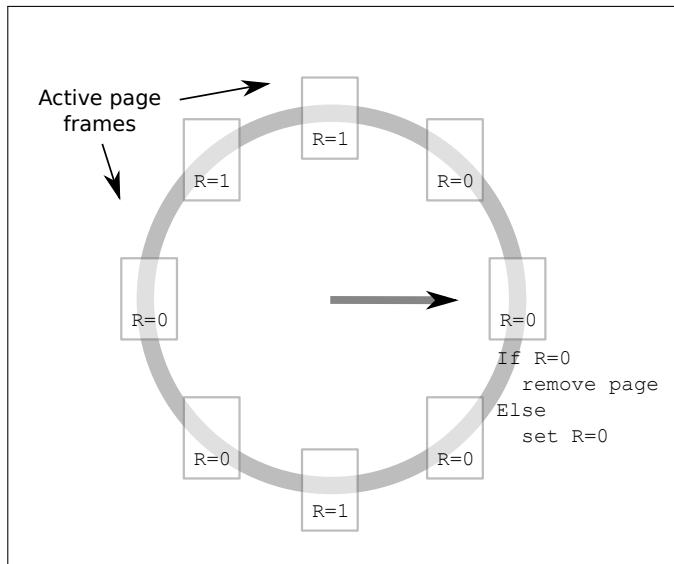 Active page
frames
R=1
R=1
R=0
R=0
R=0
If R=0
remove page
Else
set R=0
R=0
R=0
R=1